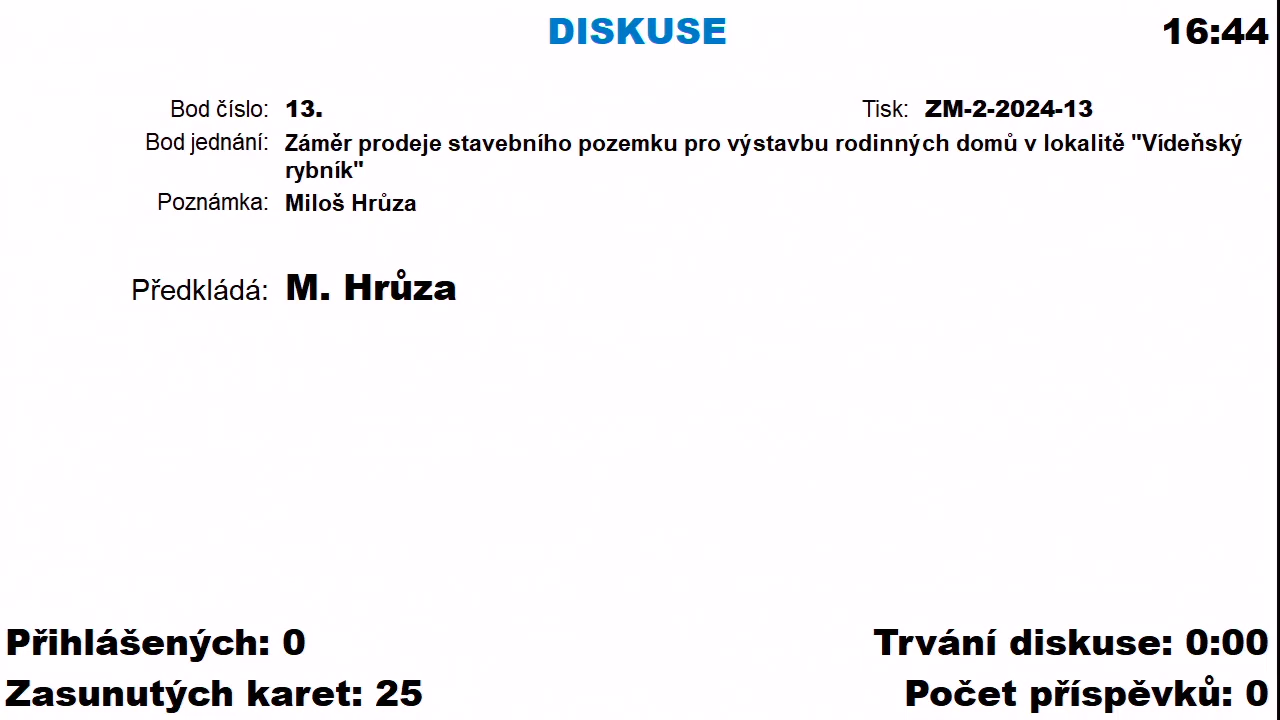 DISKUSE
16:44
Bod číslo: 13.
Tisk: ZM-2-2024-13
Bod jednání: Záměr prodeje stavebního pozemku pro výstavbu rodinných domů v lokalitě "Vídeňský
rybník"
Poznámka: Miloš Hrůza
Předkládá: M. Hrůza
Přihlášených: 0
Trvání diskuse: 0:00
Zasunutých karet: 25
Počet příspěvků: 0